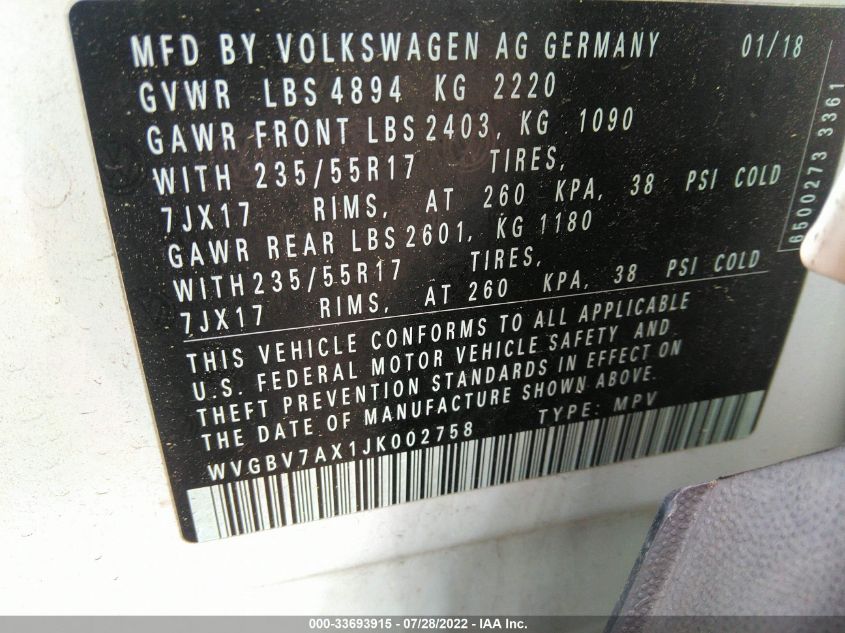 MFD BY VOLKSWAGEN AG GERMANY 01/18
GVWR LBS 4894 KG 2220
GAWR FRONT LBS 2403, KG 1090
WITH 235/55R17 TIRES,
7JX17 RIMS, AT 260 KPA, 38 PSI COLD
GAWR REAR LBS 2601, KG 1180
WITH 235/55R17 TIRES,
7JX17 RIMS, AT 260 KPA, 38 PSI COLD
THIS VEHICLE CONFORMS TO ALL APPLICABLE
U.S. FEDERAL MOTOR VEHICLE SAFETY AND
THEFT PREVENTION STANDARDS IN EFFECT ON
THE DATE OF MANUFACTURE SHOWN ABOVE.
WVGBV7AX1JK002758 TYPE: MPV
6500273 3361
000-33693915 - 07/28/2022 - IAA Inc.